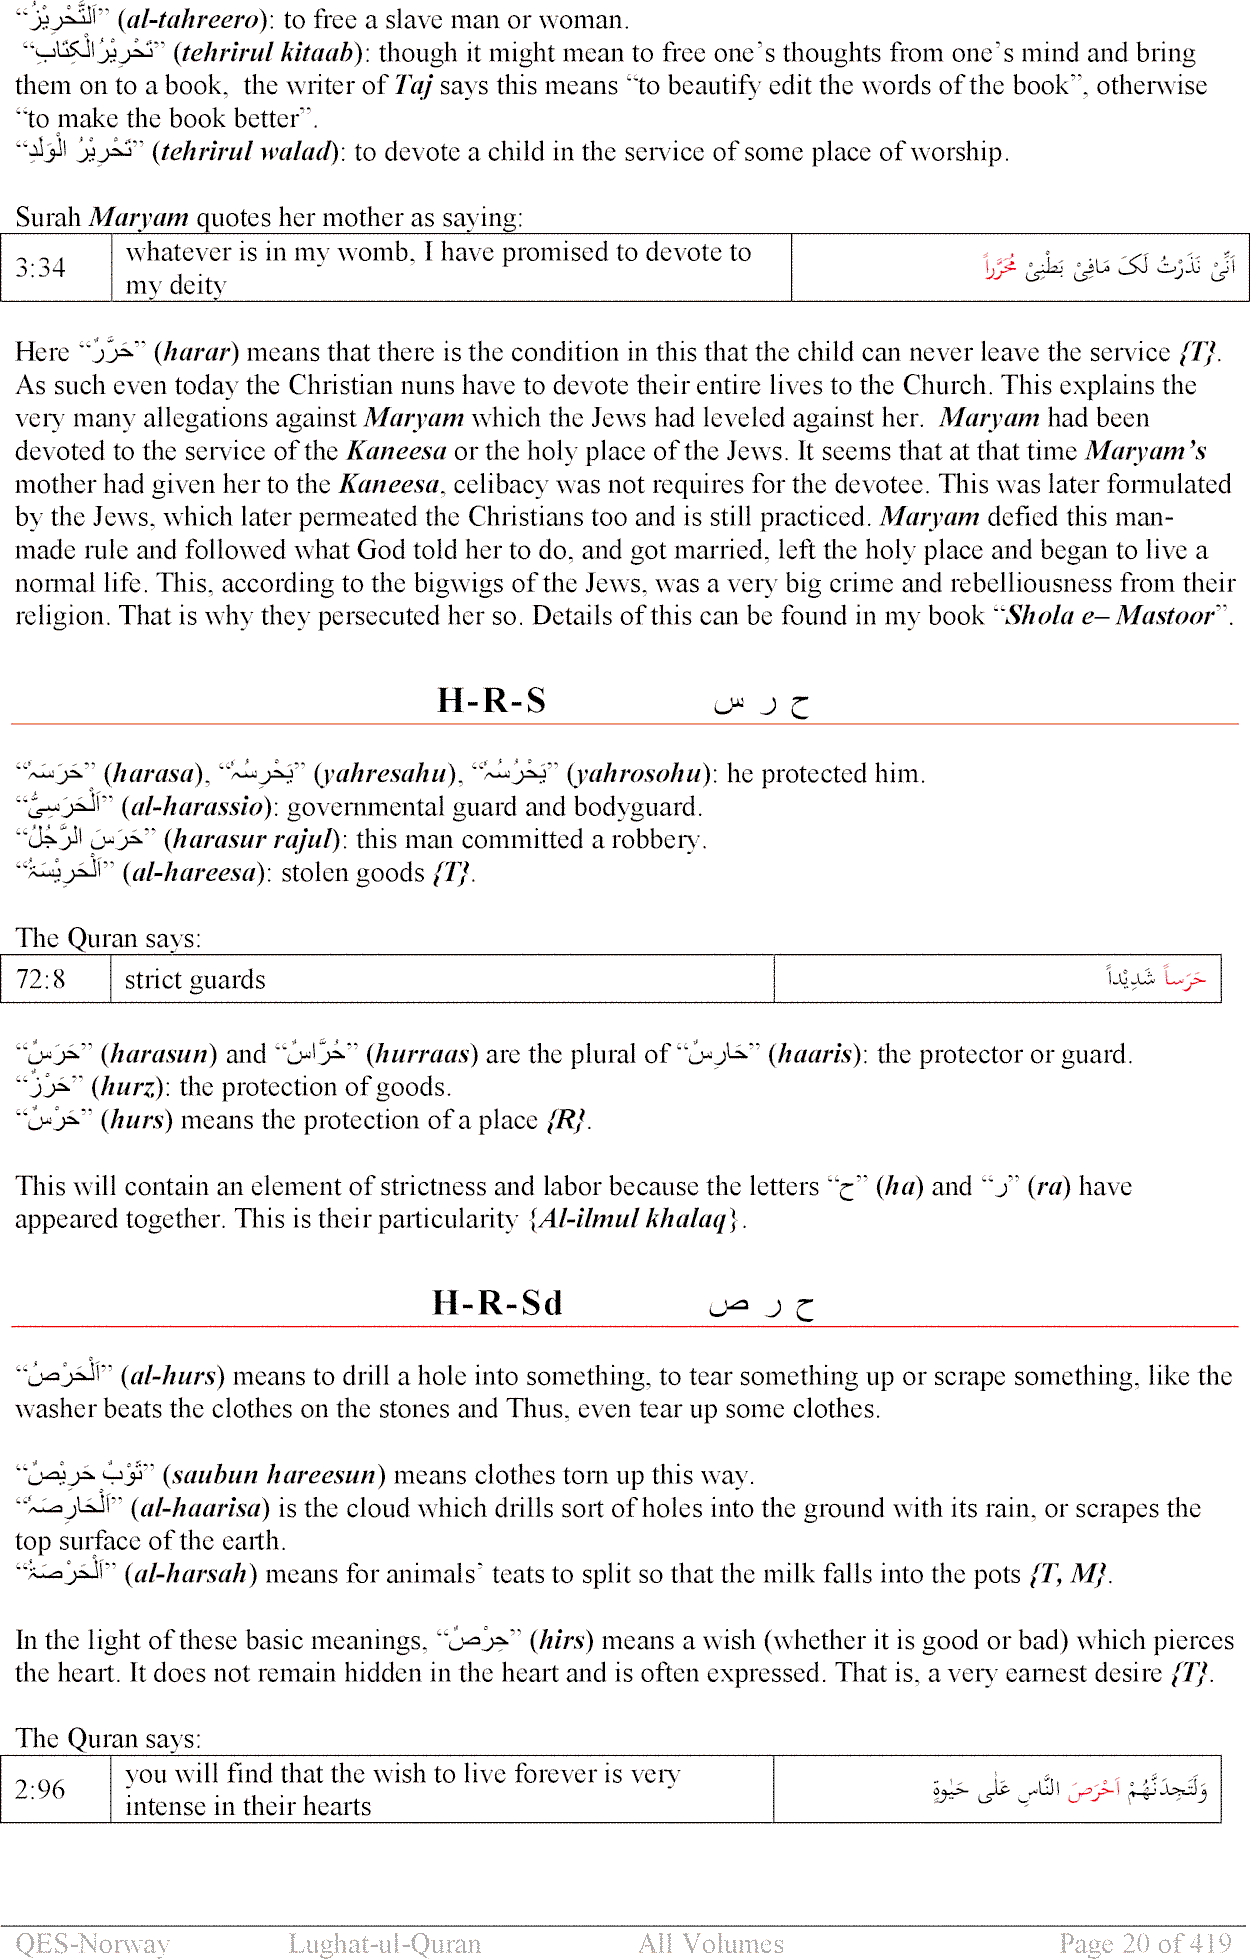 “اَلتَّحْرِيْرُ” (al-tahreero): to free a slave man or woman.
“تَحْرِيْرُالْكِتَابِ” (tehrirul kitaab): though it might mean to free one’s thoughts from one’s mind and bring
them on to a book,  the writer of Taj says this means “to beautify edit the words of the book”, otherwise
“to make the book better”.
“تَحْرِيْرُ الْوَلَدِ” (tehrirul walad): to devote a child in the service of some place of worship.
Surah Maryam quotes her mother as saying:
3:34 whatever is in my womb, I have promised to devote to my deity اَنِّیْ نَذَرْتُ لَکَ مَافِیْ بَطْنِیْ مُحَرَّراً
Here “حَرَّرَ” (harar) means that there is the condition in this that the child can never leave the service {T}.
As such even today the Christian nuns have to devote their entire lives to the Church. This explains the
very many allegations against Maryam which the Jews had leveled against her.  Maryam had been
devoted to the service of the Kaneesa or the holy place of the Jews. It seems that at that time Maryam’s
mother had given her to the Kaneesa, celibacy was not requires for the devotee. This was later formulated
by the Jews, which later permeated the Christians too and is still practiced. Maryam defied this man-
made rule and followed what God told her to do, and got married, left the holy place and began to live a
normal life. This, according to the bigwigs of the Jews, was a very big crime and rebelliousness from their
religion. That is why they persecuted her so. Details of this can be found in my book “Shola e– Mastoor”.
H-R-S ح ر س
“حَرَسَہٗ” (harasa), “يَحْرِسُہٗ” (yahresahu), “يَحْرُسُہٗ” (yahrosohu): he protected him.
“اَلْحَرَسِیُّ” (al-harassio): governmental guard and bodyguard.
“حَرَسَ الرَّجُلُ” (harasur rajul): this man committed a robbery.
“اَلْحَرِيْسَۃُ” (al-hareesa): stolen goods {T}.
The Quran says:
72:8 strict guards حَرَساً شَدِيْداً
“حَرَسٌ” (harasun) and “حُرَّاسٌ” (hurraas) are the plural of “حَارِسٌ” (haaris): the protector or guard.
“حَرْزٌ” (hurz): the protection of goods.
“حَرْسٌ” (hurs) means the protection of a place {R}.
This will contain an element of strictness and labor because the letters “ح” (ha) and “ر” (ra) have
appeared together. This is their particularity {Al-ilmul khalaq}.
H-R-Sd ح ر ص
“اَلْحَرْصُ” (al-hurs) means to drill a hole into something, to tear something up or scrape something, like the
washer beats the clothes on the stones and Thus, even tear up some clothes.
“ثَوْبٌ حَرِيْصٌ” (saubun hareesun) means clothes torn up this way.
“اَلْحَارِصَہُ” (al-haarisa) is the cloud which drills sort of holes into the ground with its rain, or scrapes the
top surface of the earth.
“اَلْحَرْصَۃُ” (al-harsah) means for animals’ teats to split so that the milk falls into the pots {T, M}.
In the light of these basic meanings, “حِرْصٌ” (hirs) means a wish (whether it is good or bad) which pierces
the heart. It does not remain hidden in the heart and is often expressed. That is, a very earnest desire {T}.
The Quran says:
2:96 you will find that the wish to live forever is very intense in their hearts وَلَتَجِدَنَّهُمْ اَحْرَصَ النَّاسِ عَلٰی حَيٰوةٍ
QES-Norway Lughat-ul-Quran All Volumes Page 20 of 419